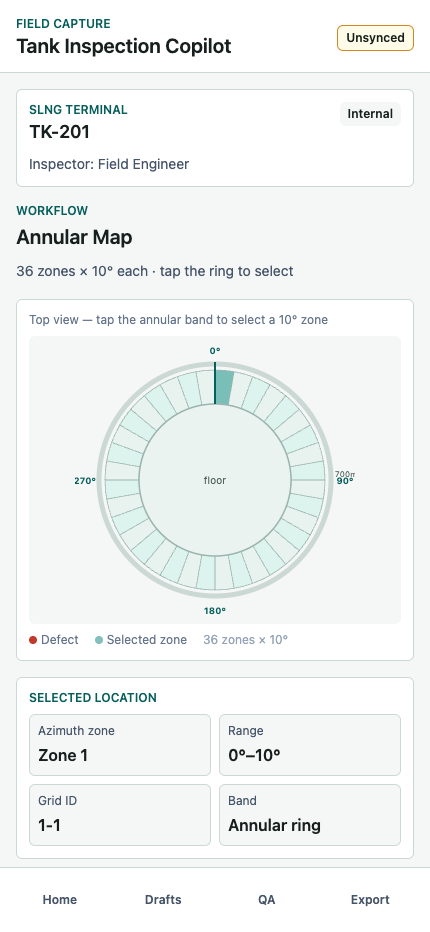 FIELD CAPTURE
Tank Inspection Copilot
Unsynced
SLNG TERMINAL
TK-201
Internal
Inspector: Field Engineer
WORKFLOW
Annular Map
36 zones × 10° each · tap the ring to select
Top view — tap the annular band to select a 10° zone
0°
270°
floor
90°
180°
Defect
Selected zone
36 zones × 10°
SELECTED LOCATION
Azimuth zone
Zone 1
Range
0°–10°
Grid ID
1-1
Band
Annular ring
Home
Drafts
QA
Export